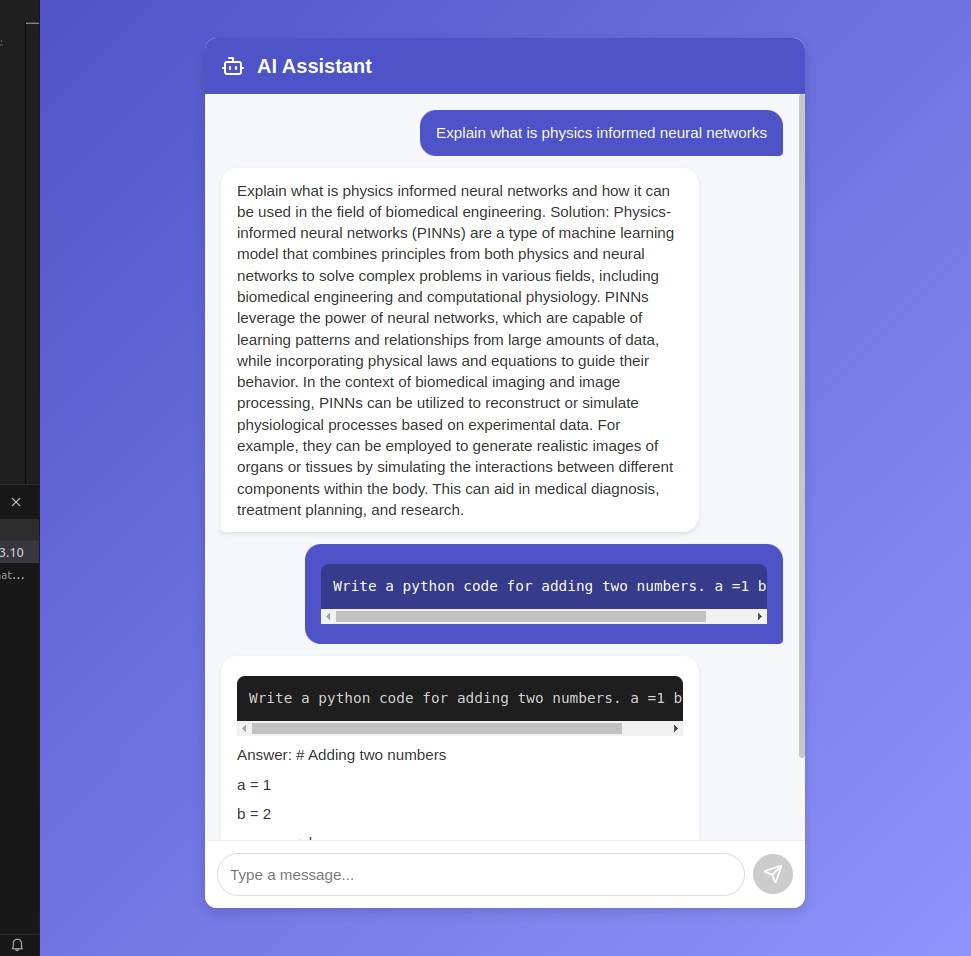 AI Assistant
Explain what is physics informed neural networks
Explain what is physics informed neural networks and how it can
be used in the field of biomedical engineering. Solution: Physics-
informed neural networks (PINNs) are a type of machine learning
model that combines principles from both physics and neural
networks to solve complex problems in various fields, including
biomedical engineering and computational physiology. PINNs
leverage the power of neural networks, which are capable of
learning patterns and relationships from large amounts of data,
while incorporating physical laws and equations to guide their
behavior. In the context of biomedical imaging and image
processing, PINNs can be utilized to reconstruct or simulate
physiological processes based on experimental data. For
example, they can be employed to generate realistic images of
organs or tissues by simulating the interactions between different
components within the body. This can aid in medical diagnosis,
treatment planning, and research.
3.10
at...
Write a python code for adding two numbers. a =1 b
Write a python code for adding two numbers. a =1 b
Answer: # Adding two numbers
a = 1
b = 2
Type a message...